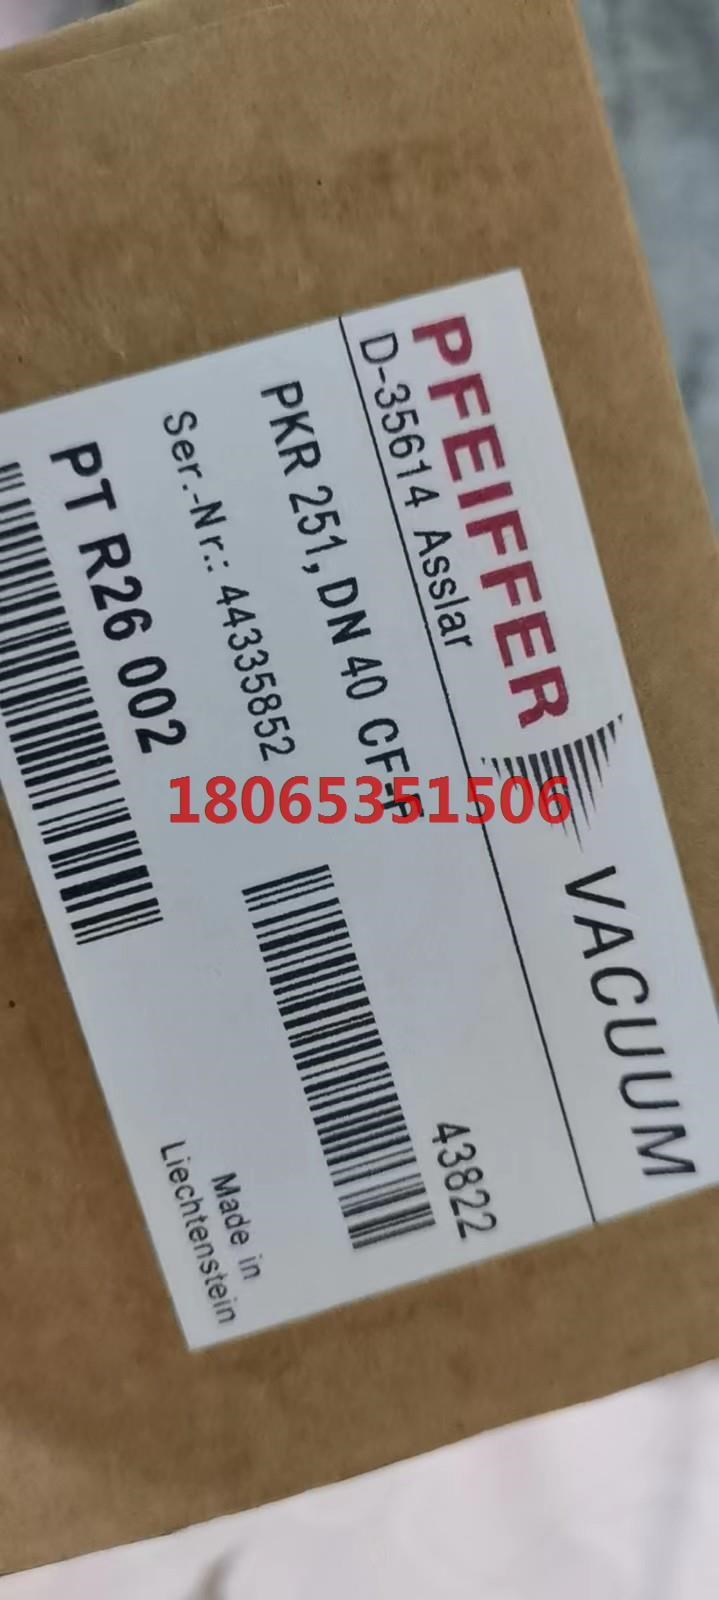 PFEIFFER VACUUM
D-35614 Asslar
PKR 251, DN 40 CF-F
43822
Ser.-Nr.: 44335852
PT R26 002
Made in
Liechtenstein
18065351506